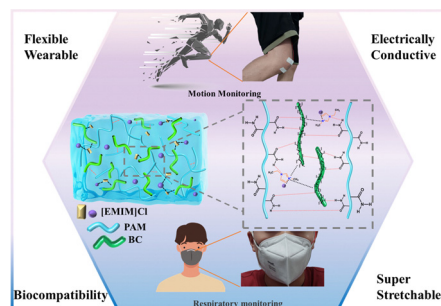 Flexible
Wearable
Electrically
Conductive
Motion Monitoring
[EMIM]Cl
PAM
BC
Biocompatibility
Super
Stretchable
Respiratory monitoring